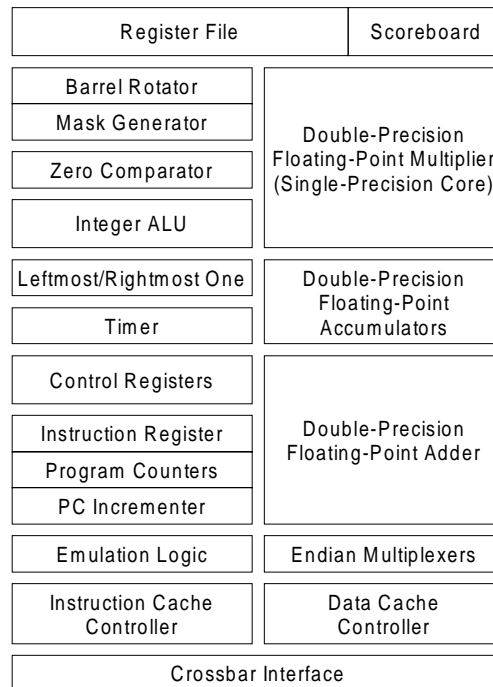 Register File
Scoreboard
Barrel Rotator
Mask Generator
Zero Comparator
Integer ALU
Double-Precision
Floating-Point Multiplier
(Single-Precision Core)
Leftmost/Rightmost One
Timer
Double-Precision
Floating-Point
Accumulators
Control Registers
Instruction Register
Program Counters
PC Incrementer
Double-Precision
Floating-Point Adder
Emulation Logic
Endian Multiplexers
Instruction Cache
Controller
Data Cache
Controller
Crossbar Interface